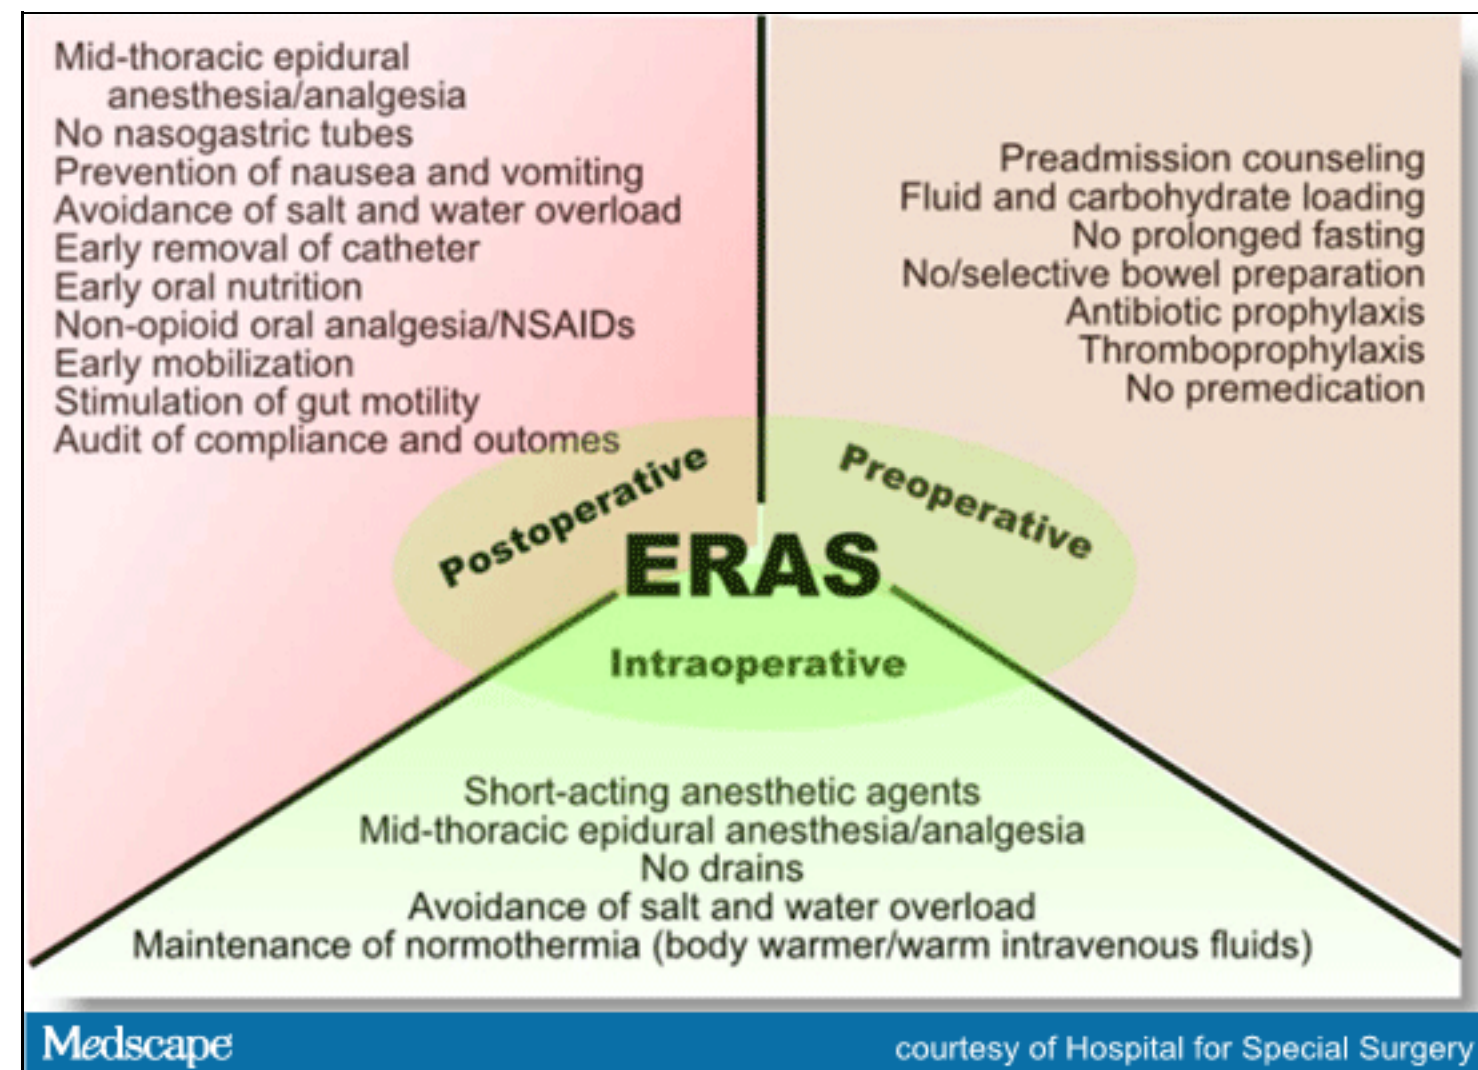 Mid-thoracic epidural
anesthesia/analgesia
No nasogastric tubes
Prevention of nausea and vomiting
Avoidance of salt and water overload
Early removal of catheter
Early oral nutrition
Non-opioid oral analgesia/NSAIDs
Early mobilization
Stimulation of gut motility
Audit of compliance and outomes
Preadmission counseling
Fluid and carbohydrate loading
No prolonged fasting
No/selective bowel preparation
Antibiotic prophylaxis
Thromboprophylaxis
No premedication
Postoperative
Preoperative
ERAS
Intraoperative
Short-acting anesthetic agents
Mid-thoracic epidural anesthesia/analgesia
No drains
Avoidance of salt and water overload
Maintenance of normothermia (body warmer/warm intravenous fluids)
Medscape
courtesy of Hospital for Special Surgery